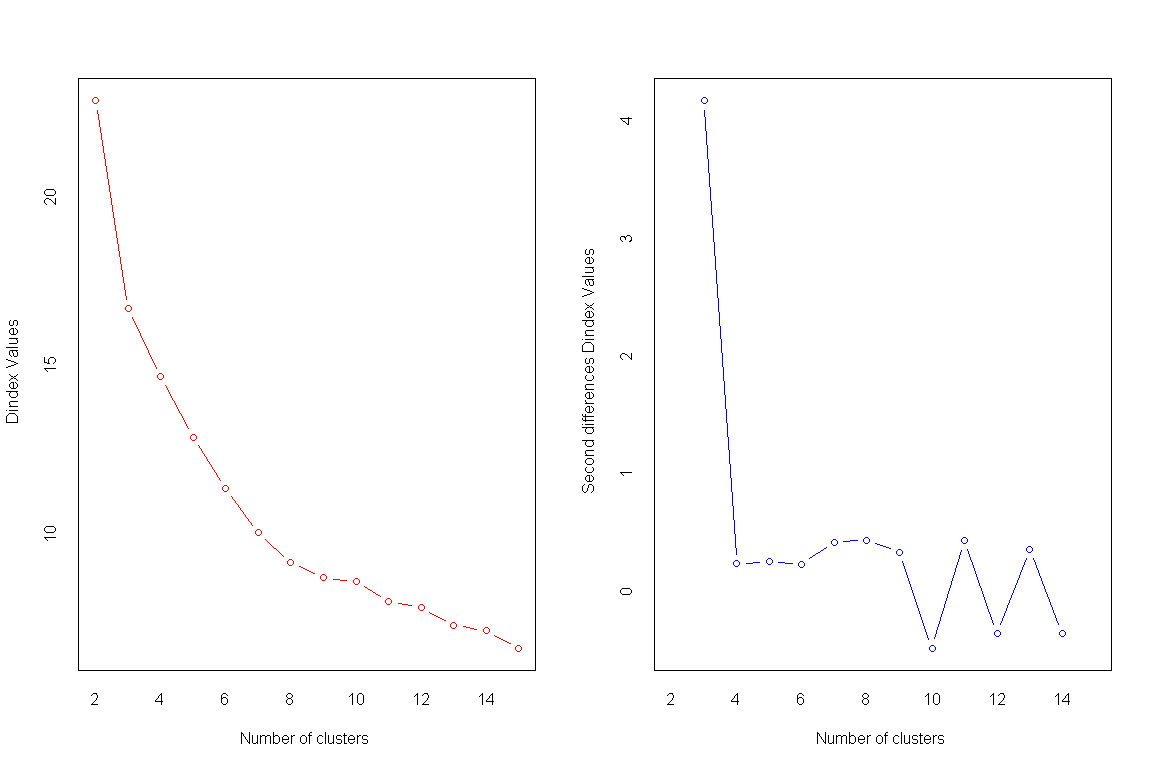 Dindex Values
20
15
10
2 4 6 8 10 12 14
Number of clusters
Second differences Dindex Values
4
3
2
1
0
2 4 6 8 10 12 14
Number of clusters